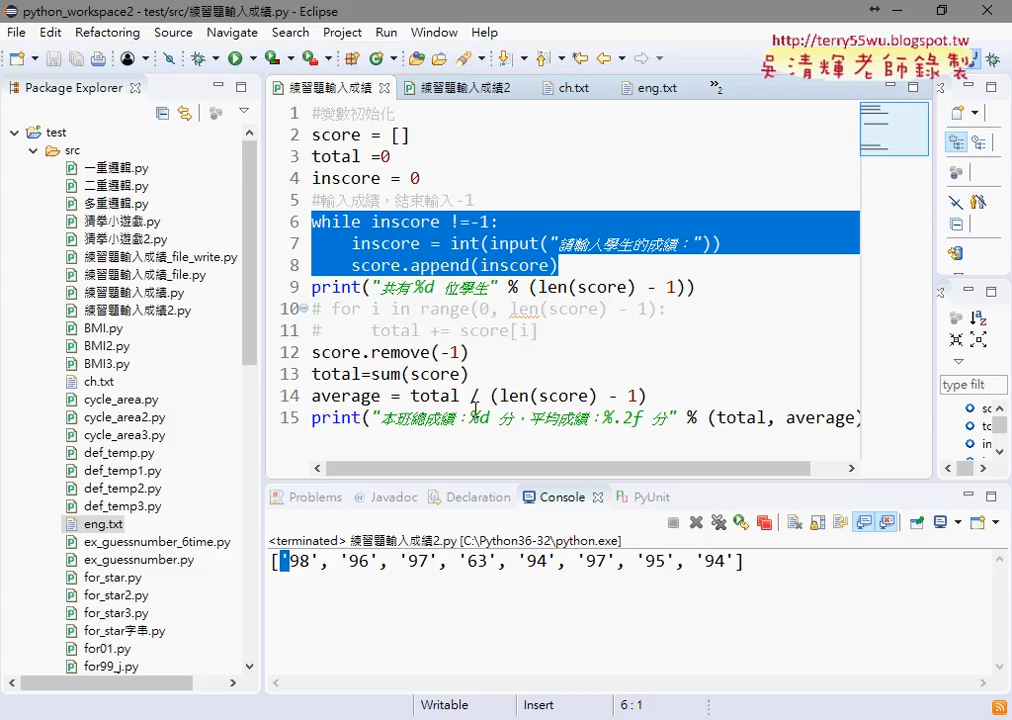 python_workspace2 - test/src/練習題輸入成績.py - Eclipse
File Edit Refactoring Source Navigate Search Project Run Window Help
http://terry55wu.blogspot.tw
吳清輝老師錄製
Package Explorer
練習題輸入成績 練習題輸入成績2 ch.txt eng.txt »2
test
src
一重邏輯.py
二重邏輯.py
多重邏輯.py
猜拳小遊戲.py
猜拳小遊戲2.py
練習題輸入成績_file_write.py
練習題輸入成績_file.py
練習題輸入成績.py
練習題輸入成績2.py
BMI.py
BMI2.py
BMI3.py
ch.txt
cycle_area.py
cycle_area2.py
cycle_area3.py
def_temp.py
def_temp1.py
def_temp2.py
def_temp3.py
eng.txt
ex_guessnumber_6time.py
ex_guessnumber.py
for_star.py
for_star2.py
for_star3.py
for_star字串.py
for01.py
for99_j.py
1 #變數初始化
2 score = []
3 total =0
4 inscore = 0
5 #輸入成績，結束輸入-1
6 while inscore !=-1:
7     inscore = int(input("請輸入學生的成績："))
8     score.append(inscore)
9 print("共有%d 位學生" % (len(score) - 1))
10 # for i in range(0, len(score) - 1):
11 #     total += score[i]
12 score.remove(-1)
13 total=sum(score)
14 average = total / (len(score) - 1)
15 print("本班總成績：%d 分，平均成績：%.2f 分" % (total, average)
type filt
sc
to
in
Problems Javadoc Declaration Console PyUnit
<terminated> 練習題輸入成績2.py [C:\Python36-32\python.exe]
['98', '96', '97', '63', '94', '97', '95', '94']
Writable Insert 6 : 1